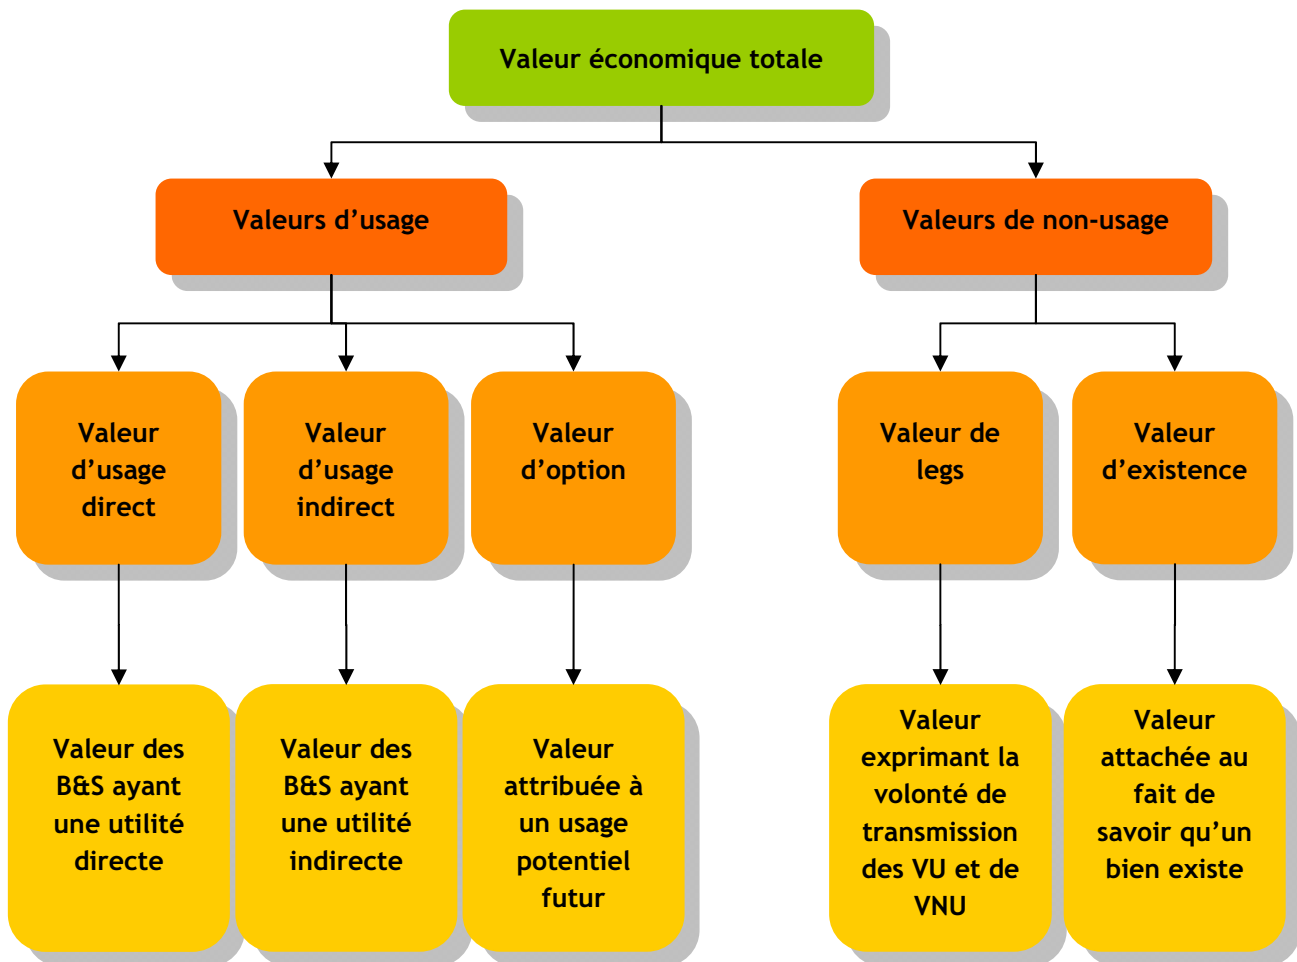 Valeur économique totale
Valeurs d’usage
Valeurs de non-usage
Valeur
d’usage
direct
Valeur
d’usage
indirect
Valeur
d’option
Valeur de
legs
Valeur
d’existence
Valeur des
B&S ayant
une utilité
directe
Valeur des
B&S ayant
une utilité
indirecte
Valeur
attribuée à
un usage
potentiel
futur
Valeur
exprimant la
volonté de
transmission
des VU et de
VNU
Valeur
attachée au
fait de
savoir qu’un
bien existe